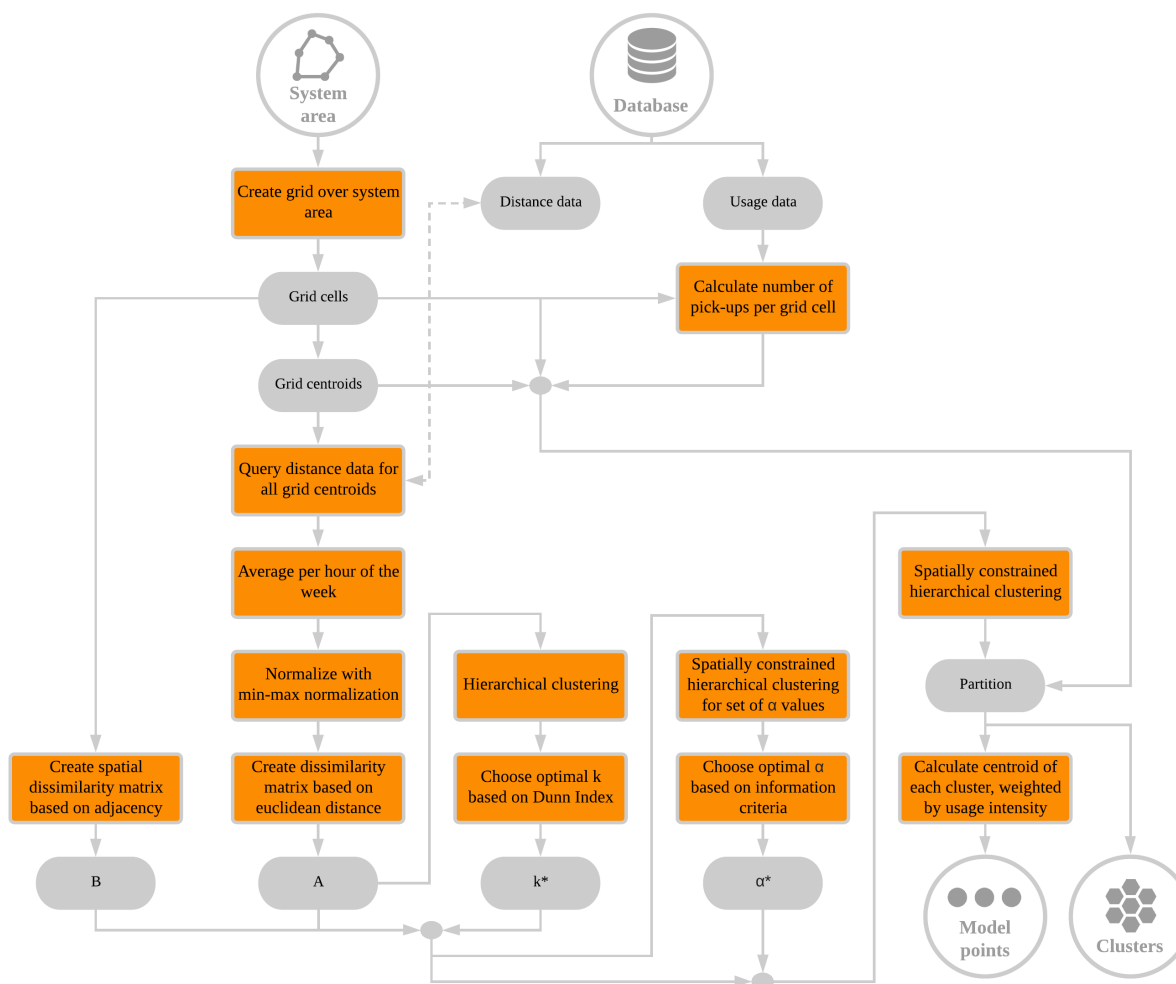 System
area
Database
Create grid over system
area
Distance data
Usage data
Grid cells
Calculate number of
pick-ups per grid cell
Grid centroids
Query distance data for
all grid centroids
Average per hour of the
week
Spatially constrained
hierarchical clustering
Normalize with
min-max normalization
Hierarchical clustering
Spatially constrained
hierarchical clustering
for set of α values
Partition
Create spatial
dissimilarity matrix
based on adjacency
Create dissimilarity
matrix based on
euclidean distance
Choose optimal k
based on Dunn Index
Choose optimal α
based on information
criteria
Calculate centroid of
each cluster, weighted
by usage intensity
B
A
k*
α*
Model
points
Clusters